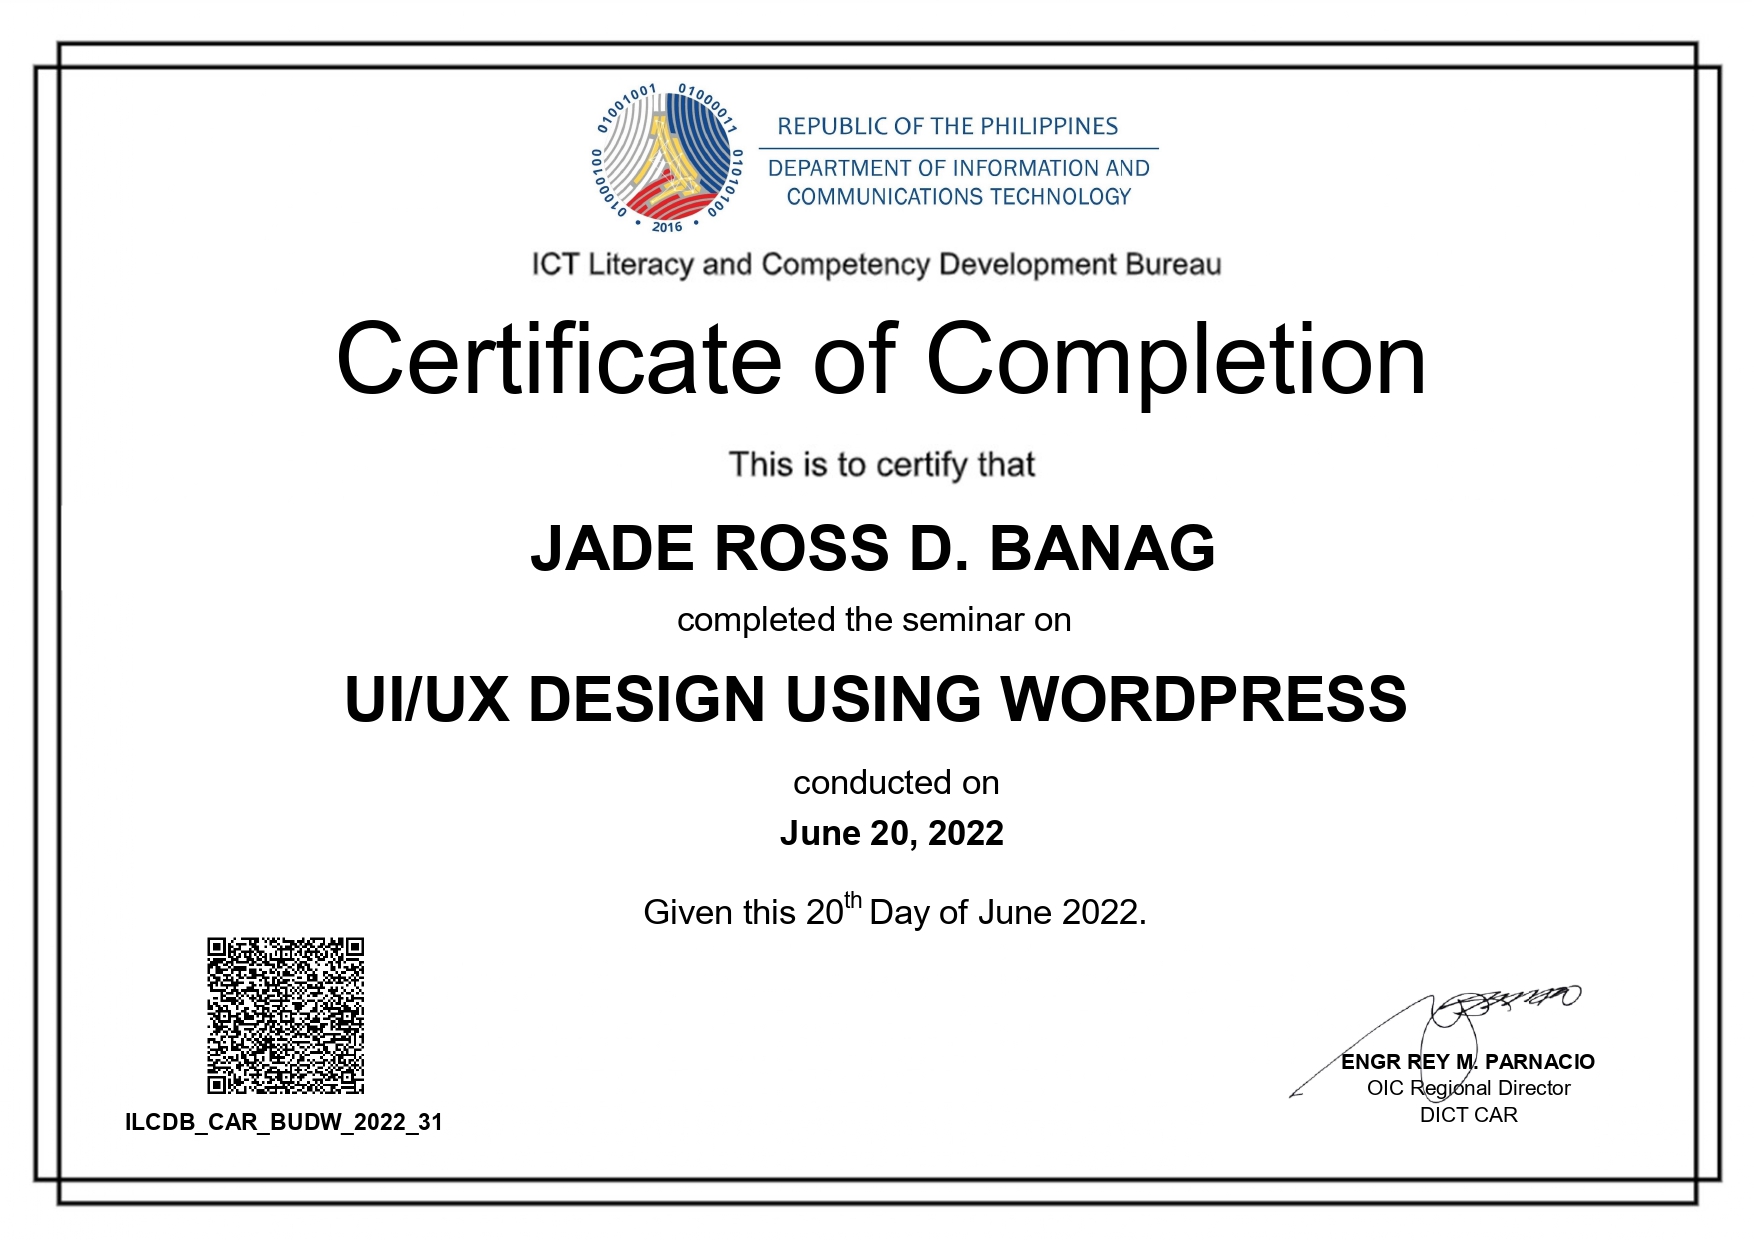 01001001 01000011 01010100 01000100 • 2016 •
REPUBLIC OF THE PHILIPPINES
DEPARTMENT OF INFORMATION AND
COMMUNICATIONS TECHNOLOGY
ICT Literacy and Competency Development Bureau
Certificate of Completion
This is to certify that
JADE ROSS D. BANAG
completed the seminar on
UI/UX DESIGN USING WORDPRESS
conducted on
June 20, 2022
Given this 20th Day of June 2022.
ILCDB_CAR_BUDW_2022_31
ENGR REY M. PARNACIO
OIC Regional Director
DICT CAR